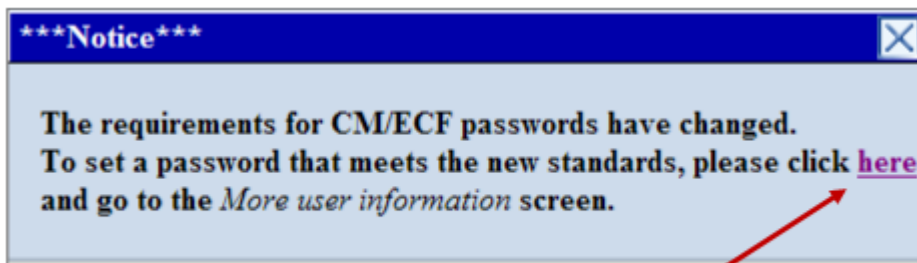 ***Notice***
The requirements for CM/ECF passwords have changed.
To set a password that meets the new standards, please click here
and go to the More user information screen.